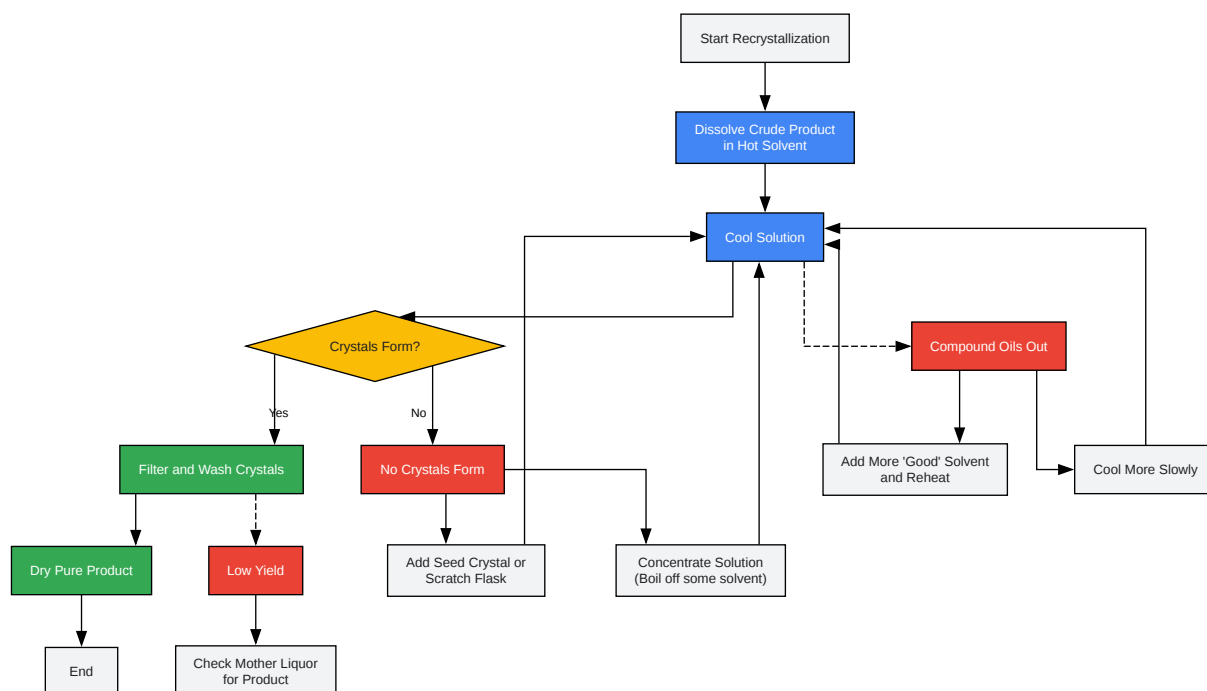 Start Recrystallization
Dissolve Crude Product
in Hot Solvent
Cool Solution
Crystals Form?
Compound Oils Out
Yes
No
Filter and Wash Crystals
No Crystals Form
Add More 'Good' Solvent
and Reheat
Cool More Slowly
Dry Pure Product
Low Yield
Add Seed Crystal or
Scratch Flask
Concentrate Solution
(Boil off some solvent)
End
Check Mother Liquor
for Product